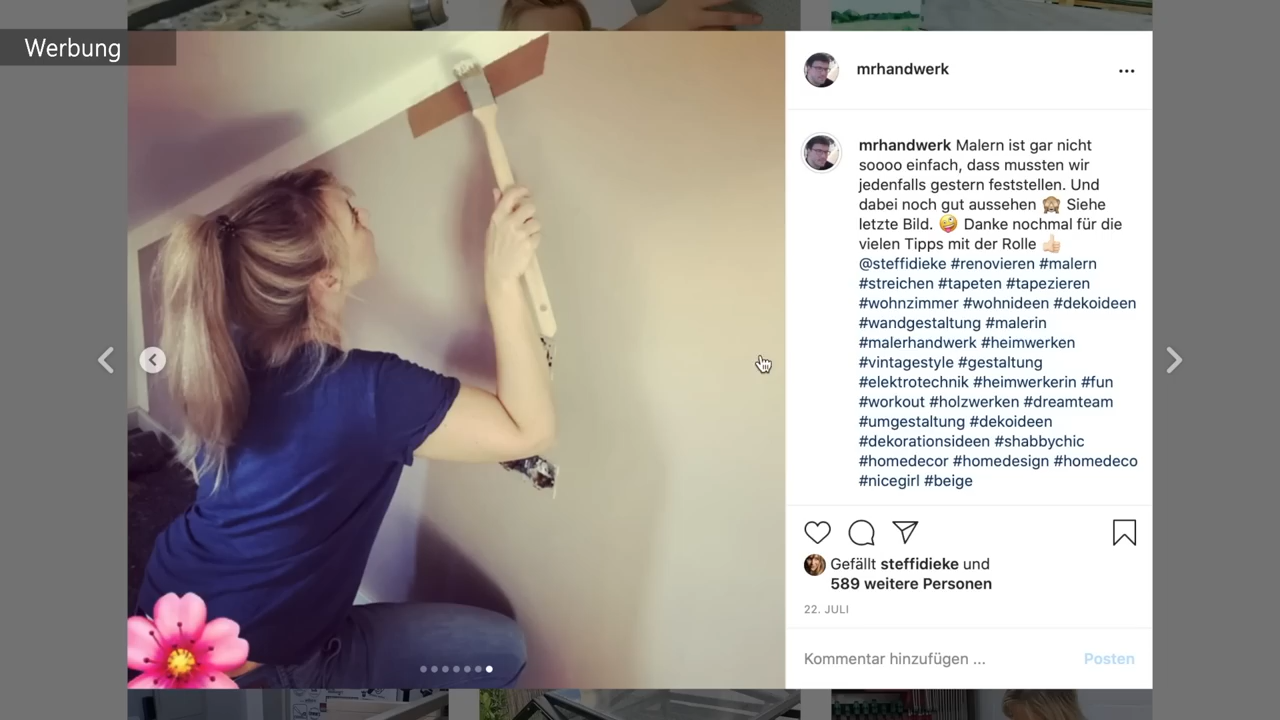 Werbung
mrhandwerk
mrhandwerk Malern ist gar nicht
soooo einfach, dass mussten wir
jedenfalls gestern feststellen. Und
dabei noch gut aussehen 🙈 Siehe
letzte Bild. 🤪 Danke nochmal für die
vielen Tipps mit der Rolle 👍🏻
@steffidieke #renovieren #malern
#streichen #tapeten #tapezieren
#wohnzimmer #wohnideen #dekoideen
#wandgestaltung #malerin
#malerhandwerk #heimwerken
#vintagestyle #gestaltung
#elektrotechnik #heimwerkerin #fun
#workout #holzwerken #dreamteam
#umgestaltung #dekoideen
#dekorationsideen #shabbychic
#homedecor #homedesign #homedeco
#nicegirl #beige
Gefällt steffidieke und
589 weitere Personen
22. JULI
Kommentar hinzufügen ... Posten